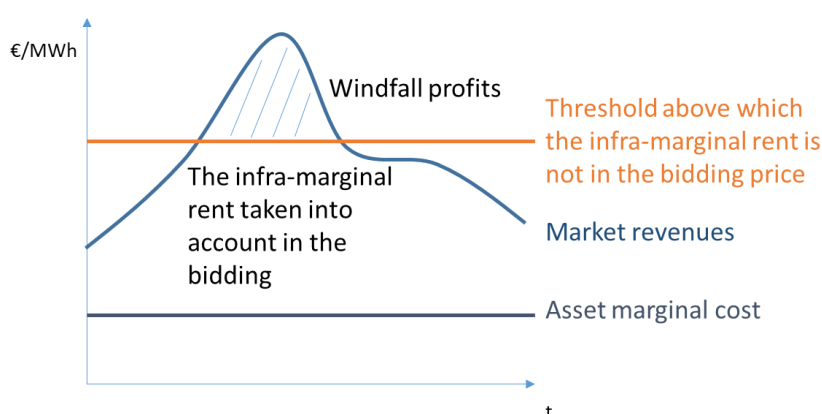 €/MWh
Windfall profits
Threshold above which
the infra-marginal rent is
not in the bidding price
The infra-marginal
rent taken into
account in the
bidding
Market revenues
Asset marginal cost
t